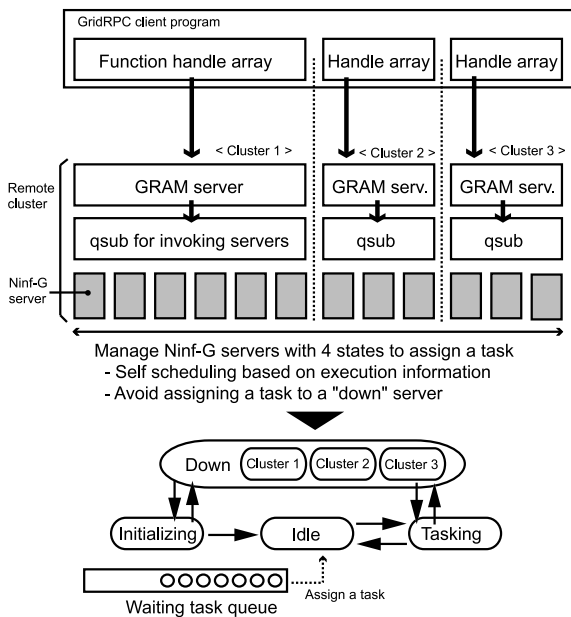 GridRPC client program
Function handle array
Handle array
Handle array
< Cluster 1 >
< Cluster 2 >
< Cluster 3 >
Remote
cluster
GRAM server
GRAM serv.
GRAM serv.
qsub for invoking servers
qsub
qsub
Ninf-G
server
Manage Ninf-G servers with 4 states to assign a task
- Self scheduling based on execution information
- Avoid assigning a task to a "down" server
Down
Cluster 1
Cluster 2
Cluster 3
Initializing
Idle
Tasking
Assign a task
Waiting task queue